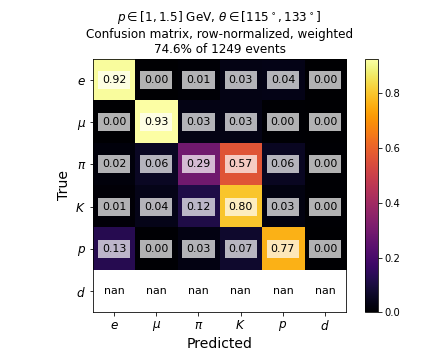 p ∈ [1, 1.5] GeV, θ ∈ [115°, 133°]
Confusion matrix, row-normalized, weighted
74.6% of 1249 events
e 0.92 0.00 0.01 0.03 0.04 0.00
μ 0.00 0.93 0.03 0.03 0.00 0.00
π 0.02 0.06 0.29 0.57 0.06 0.00
K 0.01 0.04 0.12 0.80 0.03 0.00
p 0.13 0.00 0.03 0.07 0.77 0.00
d nan nan nan nan nan nan
e μ π K p d
Predicted
True
0.8
0.6
0.4
0.2
0.0